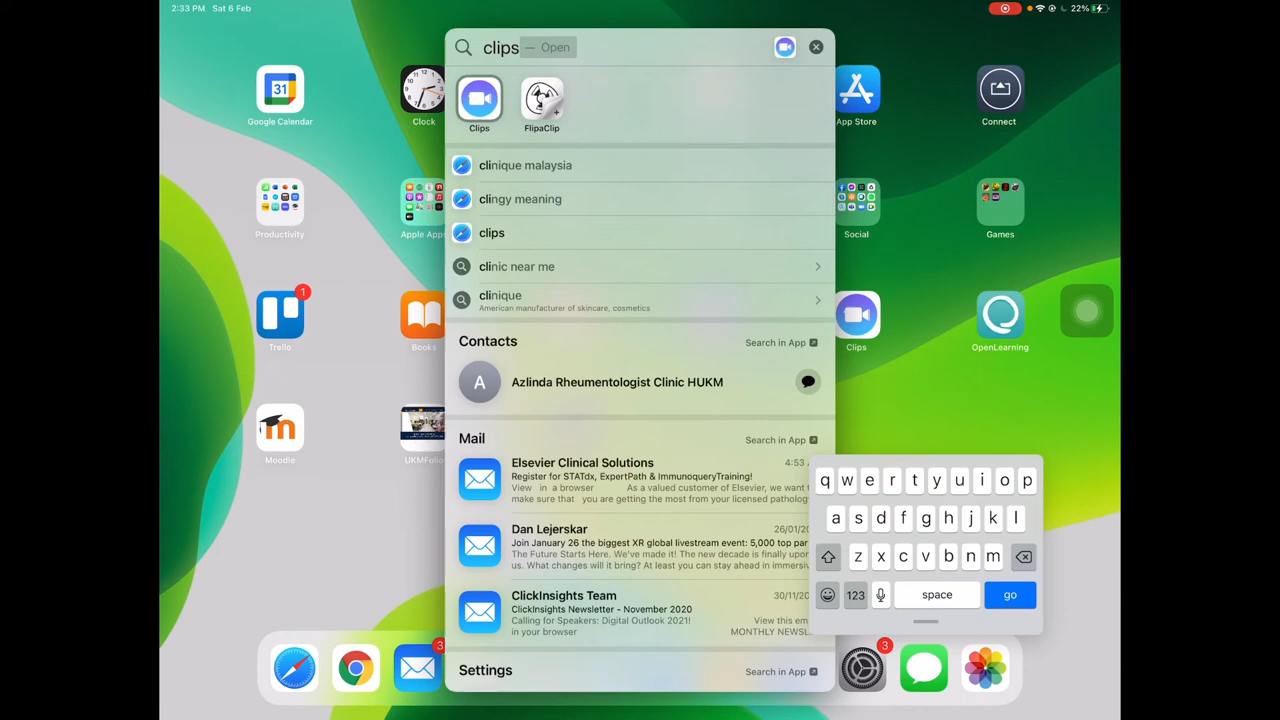 2:33 PM Sat 6 Feb
22%
clips — Open
31
Google Calendar
Clock
Clips
FlipaClip
App Store
Connect
clinique malaysia
clingy meaning
clips
clinic near me
clinique
American manufacturer of skincare, cosmetics
Productivity
Apple Apps
Social
Games
1
Trello
Books
Clips
OpenLearning
Contacts
Search in App
A
Azlinda Rheumatologist Clinic HUKM
Moodle
UKMFolio
Mail
Search in App
Elsevier Clinical Solutions
4:53
Register for STATdx, ExpertPath & ImmunoqueryTraining!
View in a browser As a valued customer of Elsevier, we want
make sure that you are getting the most from your licensed patholog
Dan Lejerskar
26/01/
Join January 26 the biggest XR global livestream event: 5,000 top par
The Future Starts Here. We've made it! The new decade is finally upon
us. What changes will it bring? At least you can stay ahead in immersiv
ClickInsights Team
30/11/20
ClickInsights Newsletter - November 2020
Calling for Speakers: Digital Outlook 2021! View this em
in your browser MONTHLY NEWSL
Settings
Search in App
q w e r t y u i o p
a s d f g h j k l
z x c v b n m
123 space go
3
3